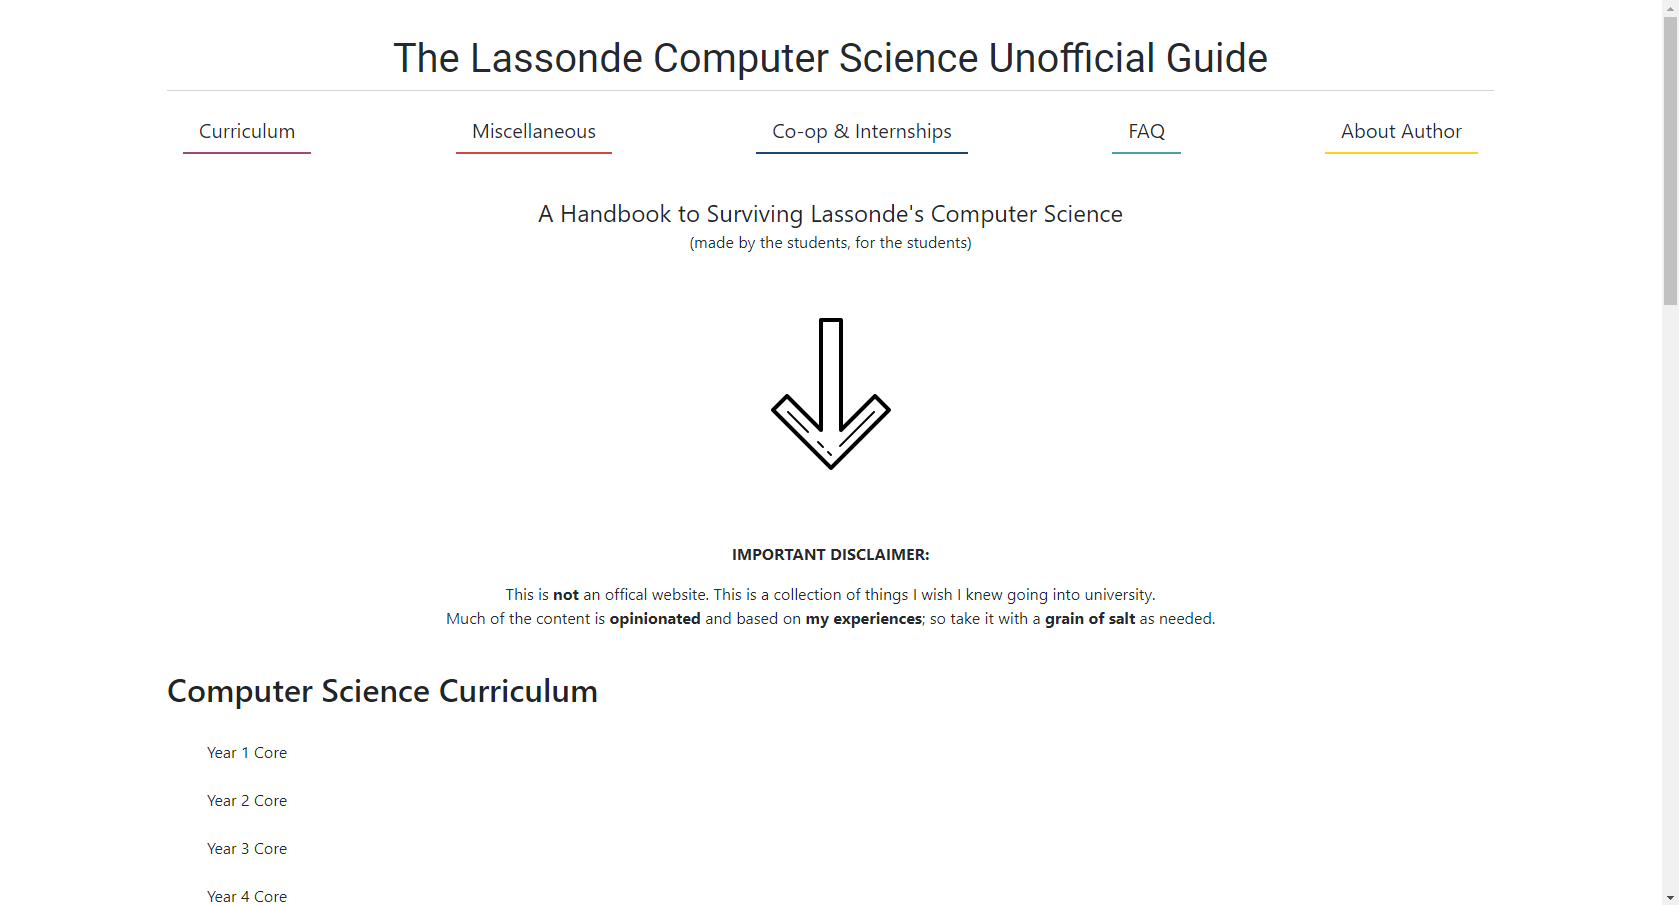 The Lassonde Computer Science Unofficial Guide
Curriculum
Miscellaneous
Co-op & Internships
FAQ
About Author
A Handbook to Surviving Lassonde's Computer Science
(made by the students, for the students)
IMPORTANT DISCLAIMER:
This is not an offical website. This is a collection of things I wish I knew going into university.
Much of the content is opinionated and based on my experiences; so take it with a grain of salt as needed.
Computer Science Curriculum
Year 1 Core
Year 2 Core
Year 3 Core
Year 4 Core